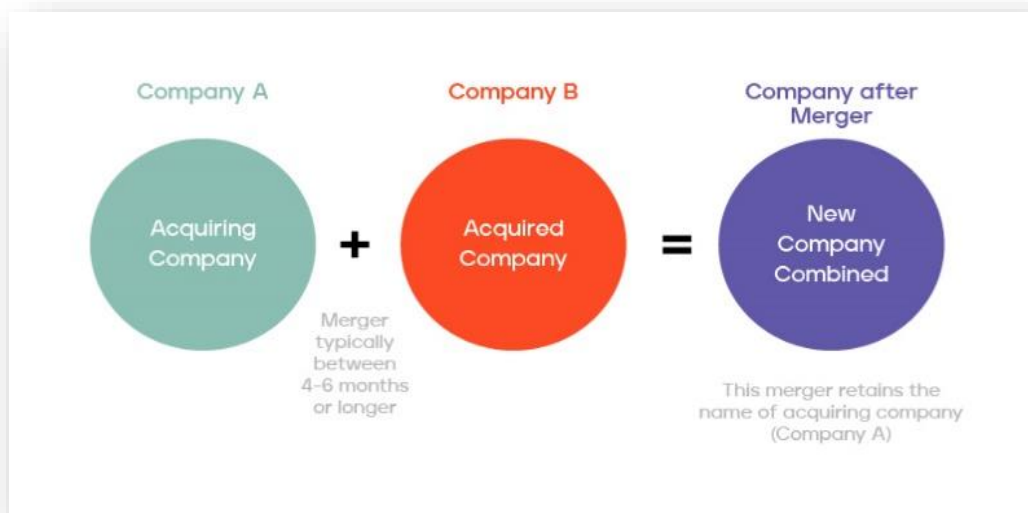 Company A
Acquiring
Company
+
Merger
typically
between
4-6 months
or longer
Company B
Acquired
Company
=
Company after
Merger
New
Company
Combined
This merger retains the
name of acquiring company
(Company A)